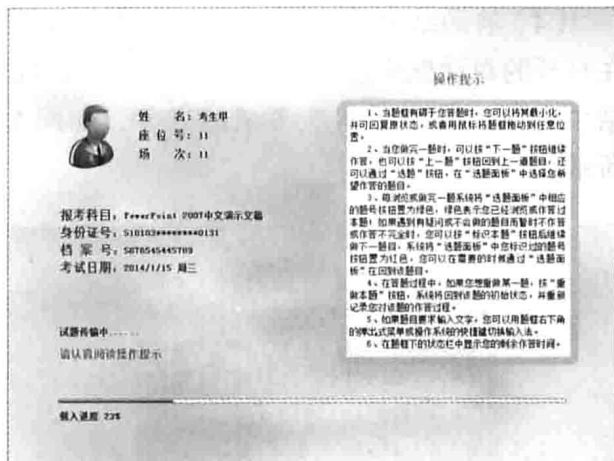 操作提示
姓 名：考生甲
座 位 号：11
场 次：11
报考科目：PowerPoint 2007中文演示文稿
身份证号：510103*********0131
档 案 号：5878545445789
考试日期：2014/1/15 周三
试题传输中......
请认真阅读操作提示
载入进度 23%
1、当题框有碍于您答题时，您可以将其最小化，
并可回复原状态，或者用鼠标将题框拖动到任意位
置。
2、当您做完一题时，可以按“下一题”按钮继续
作答，也可以按“上一题”按钮回到上一道题目，还
可以通过“选题”按钮，在“选题面板”中选择您希
望作答的题目。
3、每浏览或做完一题系统将“选题面板”中相应
的题号按钮置为绿色，绿色表示您已经浏览或作答过
本题；如果遇到有疑问或不会做的题目而暂时不作答
或作答不完全时，您可以按“标识本题”按钮后继续
做下一题目，系统将“选题面板”中您标识过的题号
按钮置为红色，您可以在需要的时候通过“选题面
板”在回到该题目。
4、在答题过程中，如果您想重做某一题，按“重
做本题”按钮，系统将回到该题的初始状态，并重新
记录您对该题的作答过程。
5、如果题目要求输入文字，您可以用题框右下角
的弹出式菜单或操作系统的快捷键切换输入法。
6、在题框下的状态栏中显示您的剩余作答时间。